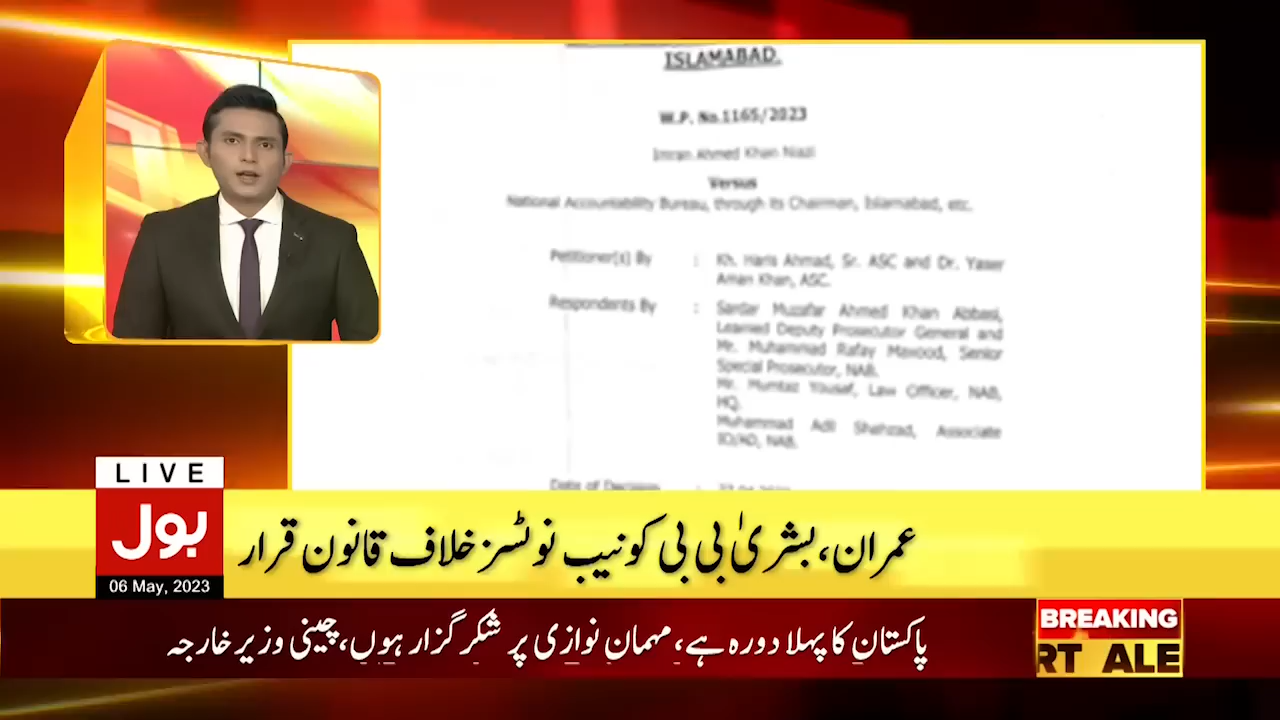 ISLAMABAD.
W.P. No.1165/2023
Imran Ahmed Khan Niazi
Versus
National Accountability Bureau, through its Chairman, Islamabad, etc.
Petitioner(s) By : Kh. Haris Ahmad, Sr. ASC and Dr. Yaser
Aman Khan, ASC.
Respondents By : Sardar Muzafar Ahmed Khan Abbasi,
Learned Deputy Prosecutor General and
Mr. Muhammad Rafay Maqsood, Senior
Special Prosecutor, NAB.
Mr. Mumtaz Yousaf, Law Officer, NAB,
HQ.
Muhammad Adil Shahzad, Associate
IO/AD, NAB.
Date of Decision :
LIVE
بول
06 May, 2023
عمران، بشریٰ بی بی کو نیب نوٹسز خلاف قانون قرار
پاکستان کا پہلا دورہ ہے، مہمان نوازی پر شکر گزار ہوں، چینی وزیر خارجہ
BREAKING
RT ALE